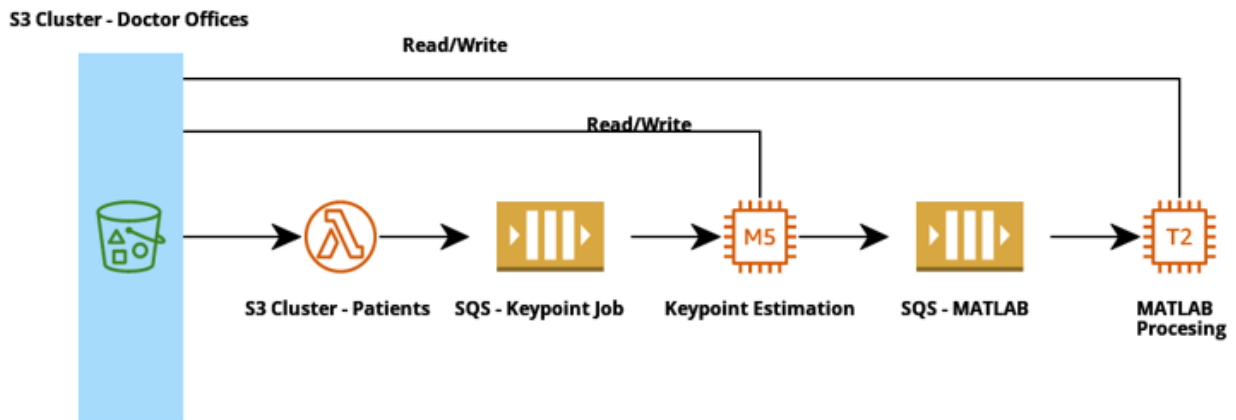 S3 Cluster - Doctor Offices
Read/Write
Read/Write
M5
T2
S3 Cluster - Patients
SQS - Keypoint Job
Keypoint Estimation
SQS - MATLAB
MATLAB
Procesing